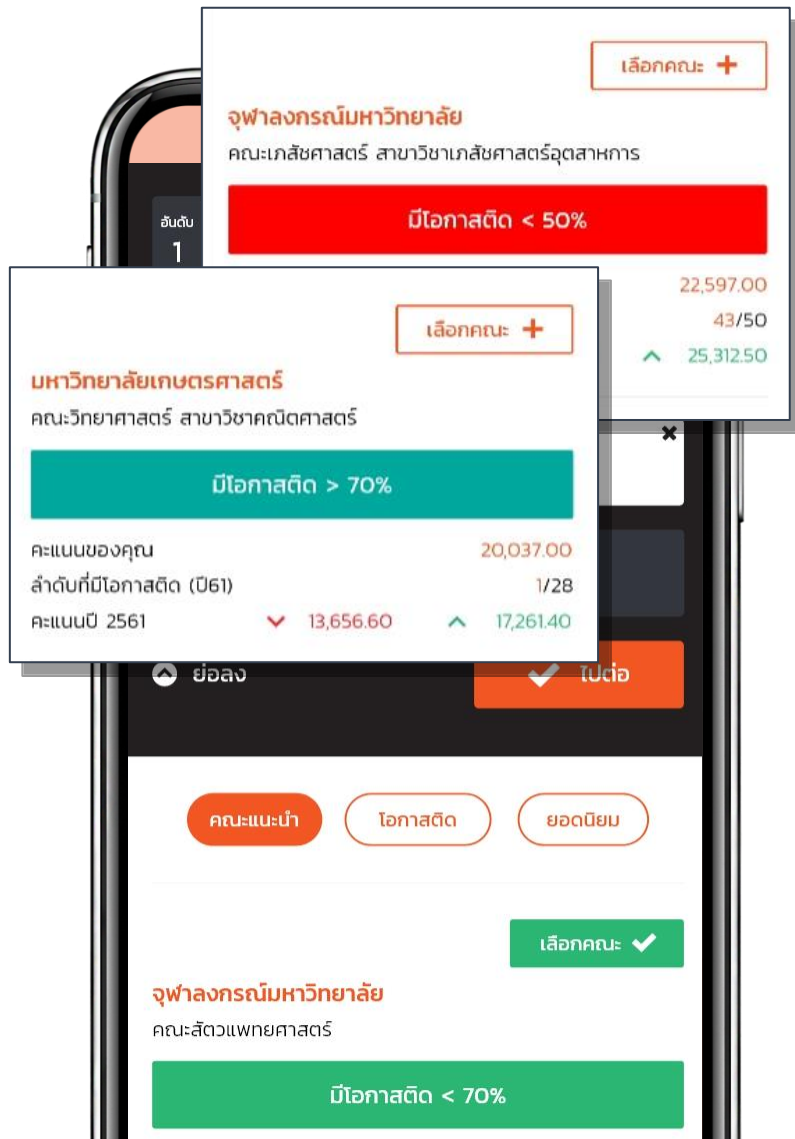 เลือกคณะ +
จุฬาลงกรณ์มหาวิทยาลัย
คณะเภสัชศาสตร์ สาขาวิชาเภสัชศาสตร์อุตสาหการ
มีโอกาสติด < 50%
22,597.00
43/50
25,312.50
อันดับ
1
เลือกคณะ +
มหาวิทยาลัยเกษตรศาสตร์
คณะวิทยาศาสตร์ สาขาวิชาคณิตศาสตร์
มีโอกาสติด > 70%
คะแนนของคุณ 20,037.00
ลำดับที่มีโอกาสติด (ปี61) 1/28
คะแนนปี 2561 13,656.60 17,261.40
ย่อลง ไปต่อ
คณะแนะนำ โอกาสติด ยอดนิยม
เลือกคณะ
จุฬาลงกรณ์มหาวิทยาลัย
คณะสัตวแพทยศาสตร์
มีโอกาสติด < 70%